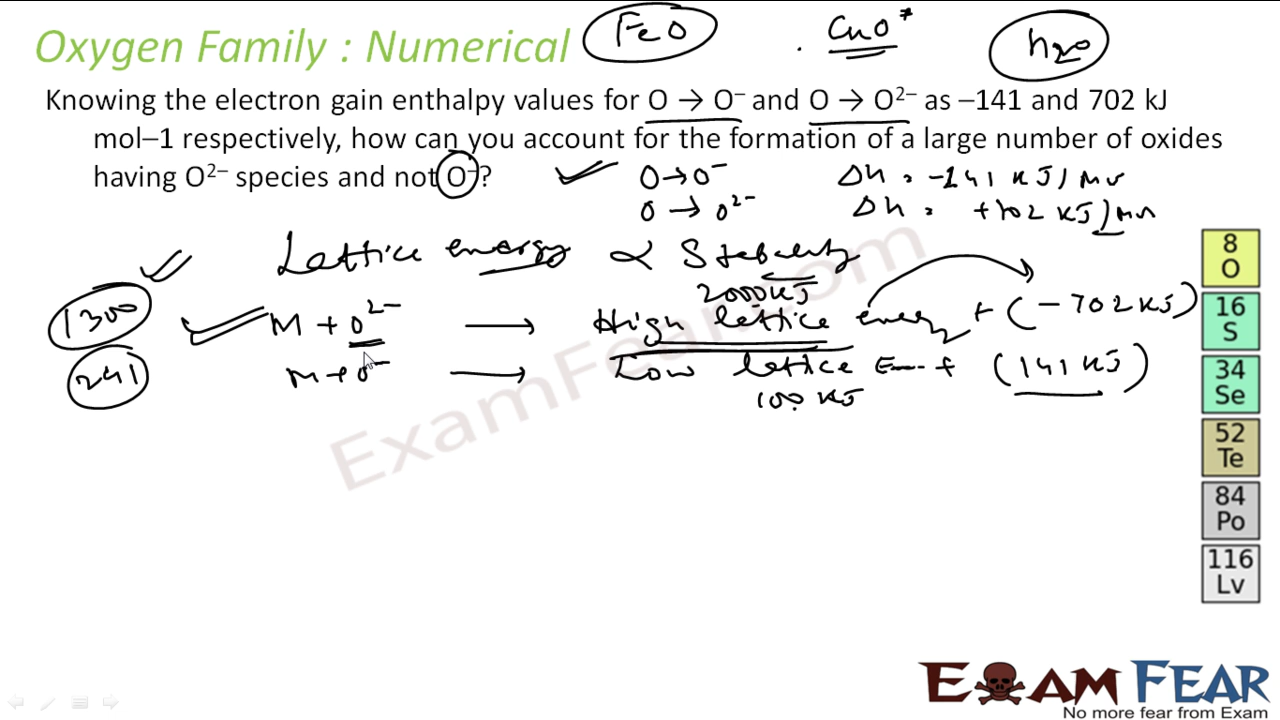 Oxygen Family : Numerical
FeO
CuO
h2o
Knowing the electron gain enthalpy values for O → O– and O → O2– as –141 and 702 kJ
mol–1 respectively, how can you account for the formation of a large number of oxides
having O2– species and not O–?
O → O– Δh = -141 KJ/mol
O → O2– Δh = +702 KJ/mol
Lattice energy ∝ Stability
2000 KJ
1300 M + O2– → High lattice energy + (-702 KJ)
241 M + O– → Low lattice E + (141 KJ)
100 KJ
8
O
16
S
34
Se
52
Te
84
Po
116
Lv
ExamFear.com
EXAM FEAR
No more fear from Exam